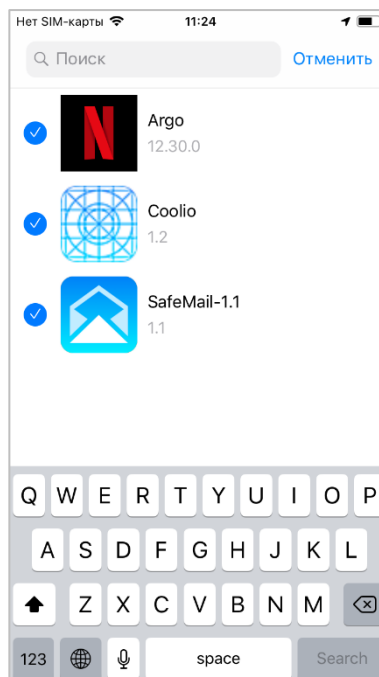 Нет SIM-карты 11:24
Поиск Отменить
Argo
12.30.0
Coolio
1.2
SafeMail-1.1
1.1
Q W E R T Y U I O P
A S D F G H J K L
Z X C V B N M
123 space Search